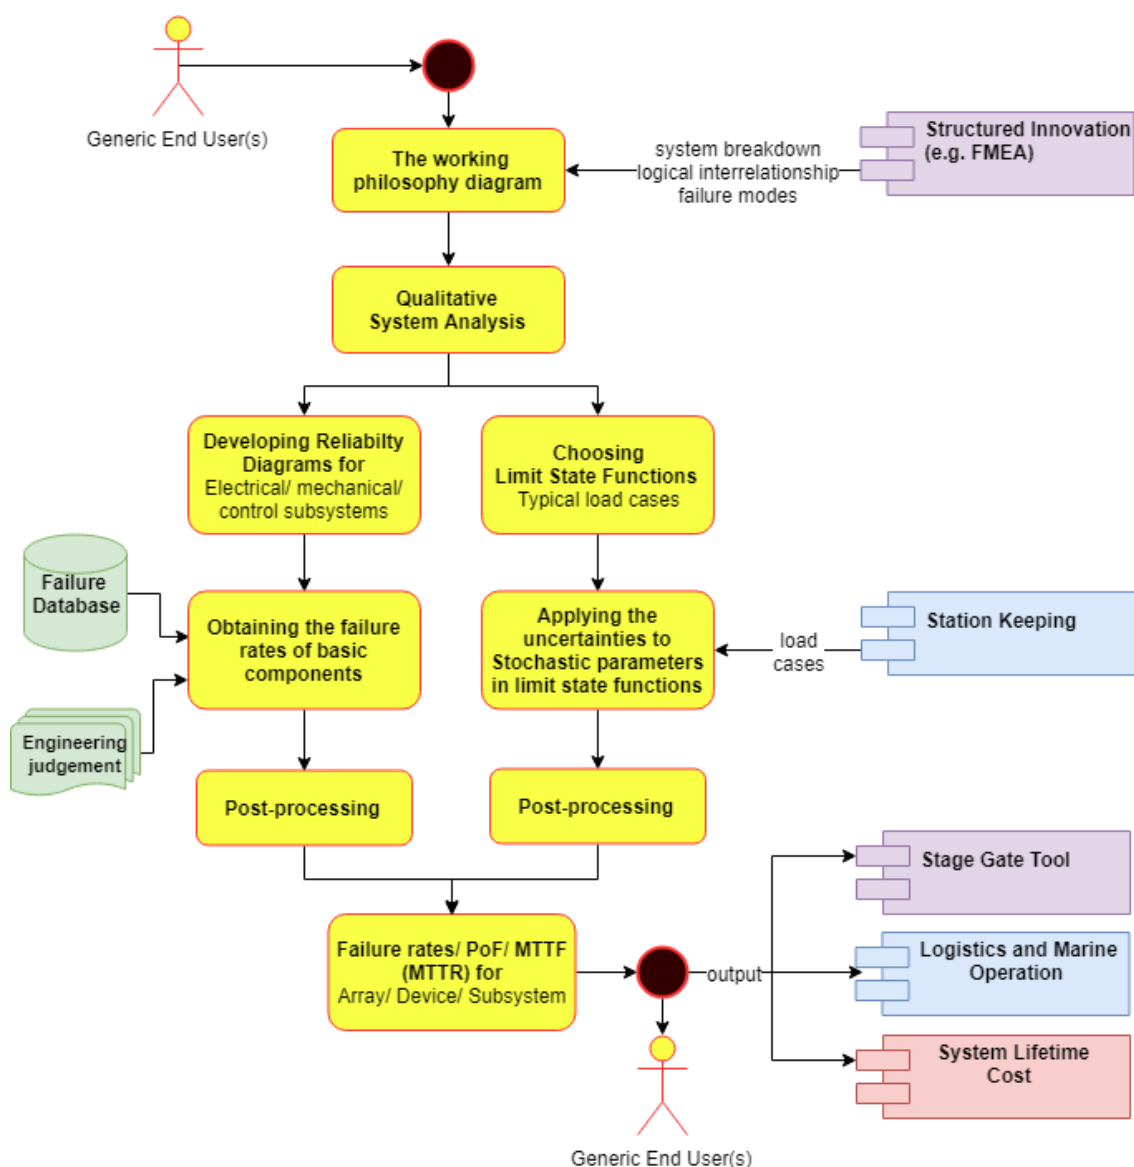 Generic End User(s)
The working
philosophy diagram
system breakdown
logical interrelationship
failure modes
Structured Innovation
(e.g. FMEA)
Qualitative
System Analysis
Developing Reliabilty
Diagrams for
Electrical/ mechanical/
control subsystems
Choosing
Limit State Functions
Typical load cases
Failure
Database
Obtaining the failure
rates of basic
components
Applying the
uncertainties to
Stochastic parameters
in limit state functions
load
cases
Station Keeping
Engineering
judgement
Post-processing
Post-processing
Stage Gate Tool
Failure rates/ PoF/ MTTF
(MTTR) for
Array/ Device/ Subsystem
output
Logistics and Marine
Operation
System Lifetime
Cost
Generic End User(s)